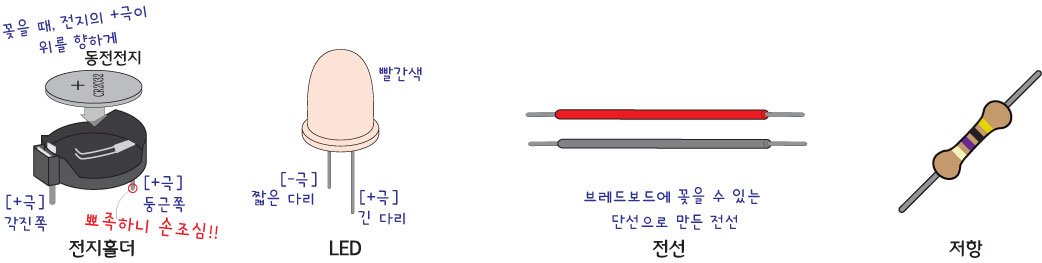 꽂을 때, 전지의 +극이
위를 향하게
동전전지
+
CR2032
[+극]
각진쪽
[+극]
둥근쪽
뾰족하니 손조심!!
전지홀더
빨간색
[-극]
짧은 다리
[+극]
긴 다리
LED
브레드보드에 꽂을 수 있는
단선으로 만든 전선
전선
저항